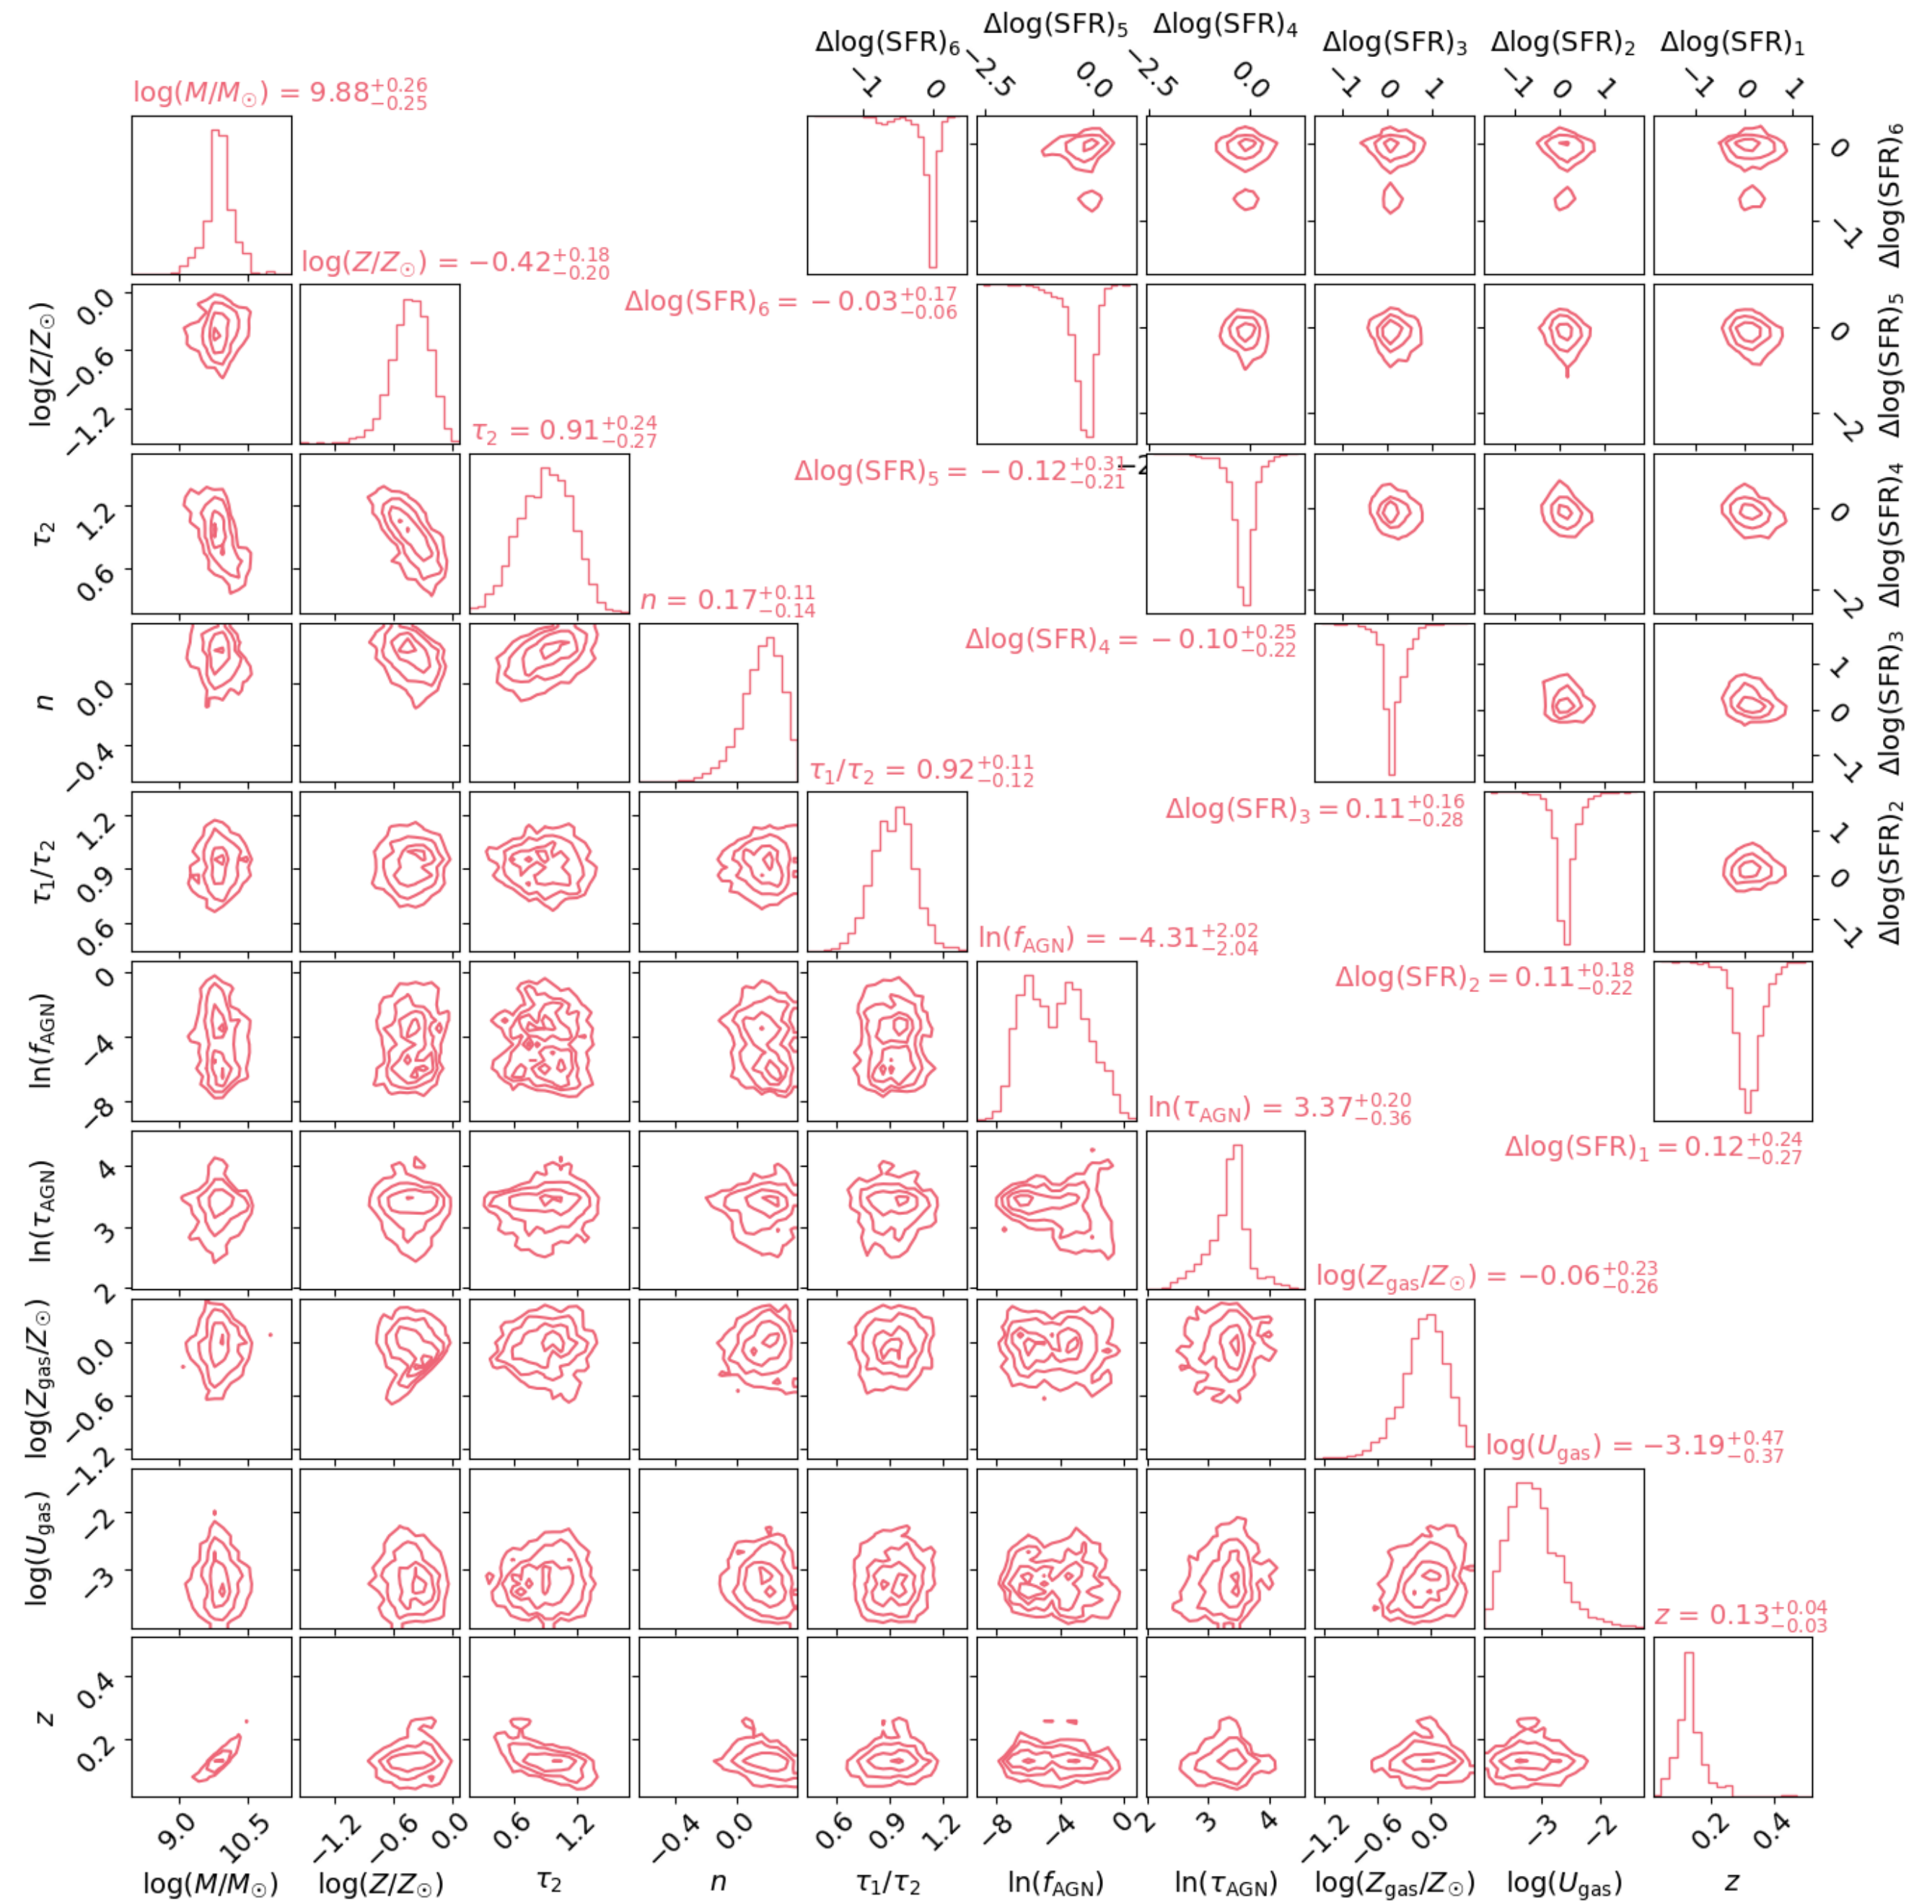 Δlog(SFR)₆ Δlog(SFR)₅ Δlog(SFR)₄ Δlog(SFR)₃ Δlog(SFR)₂ Δlog(SFR)₁
−1 0 −2.5 0.0 −2.5 0.0 −1 0 1 −1 0 1 −1 0 1
log(M/M☉) = 9.88 +0.26 −0.25
0 −1 Δlog(SFR)₆
log(Z/Z☉) = −0.42 +0.18 −0.20
Δlog(SFR)₆ = −0.03 +0.17 −0.06
log(Z/Z☉) 0.0 −0.6 −1.2
0 −2 Δlog(SFR)₅
τ₂ = 0.91 +0.24 −0.27
Δlog(SFR)₅ = −0.12 +0.31 −0.21
−2
τ₂ 1.2 0.6
0 −2 Δlog(SFR)₄
n = 0.17 +0.11 −0.14
Δlog(SFR)₄ = −0.10 +0.25 −0.22
n 0.0 −0.4
1 0 −1 Δlog(SFR)₃
τ₁/τ₂ = 0.92 +0.11 −0.12
Δlog(SFR)₃ = 0.11 +0.16 −0.28
τ₁/τ₂ 1.2 0.9 0.6
1 0 −1 Δlog(SFR)₂
ln(f_AGN) = −4.31 +2.02 −2.04
Δlog(SFR)₂ = 0.11 +0.18 −0.22
ln(f_AGN) 0 −4 −8
ln(τ_AGN) = 3.37 +0.20 −0.36
Δlog(SFR)₁ = 0.12 +0.24 −0.27
ln(τ_AGN) 4 3 2
log(Z_gas/Z☉) = −0.06 +0.23 −0.26
log(Z_gas/Z☉) 0.0 −0.6 −1.2
log(U_gas) = −3.19 +0.47 −0.37
log(U_gas) −2 −3
z = 0.13 +0.04 −0.03
z 0.4 0.2
9.0 10.5 −1.2 −0.6 0.0 0.6 1.2 −0.4 0.0 0.6 0.9 1.2 −8 −4 0 2 3 4 −1.2 −0.6 0.0 −3 −2 0.2 0.4
log(M/M☉) log(Z/Z☉) τ₂ n τ₁/τ₂ ln(f_AGN) ln(τ_AGN) log(Z_gas/Z☉) log(U_gas) z